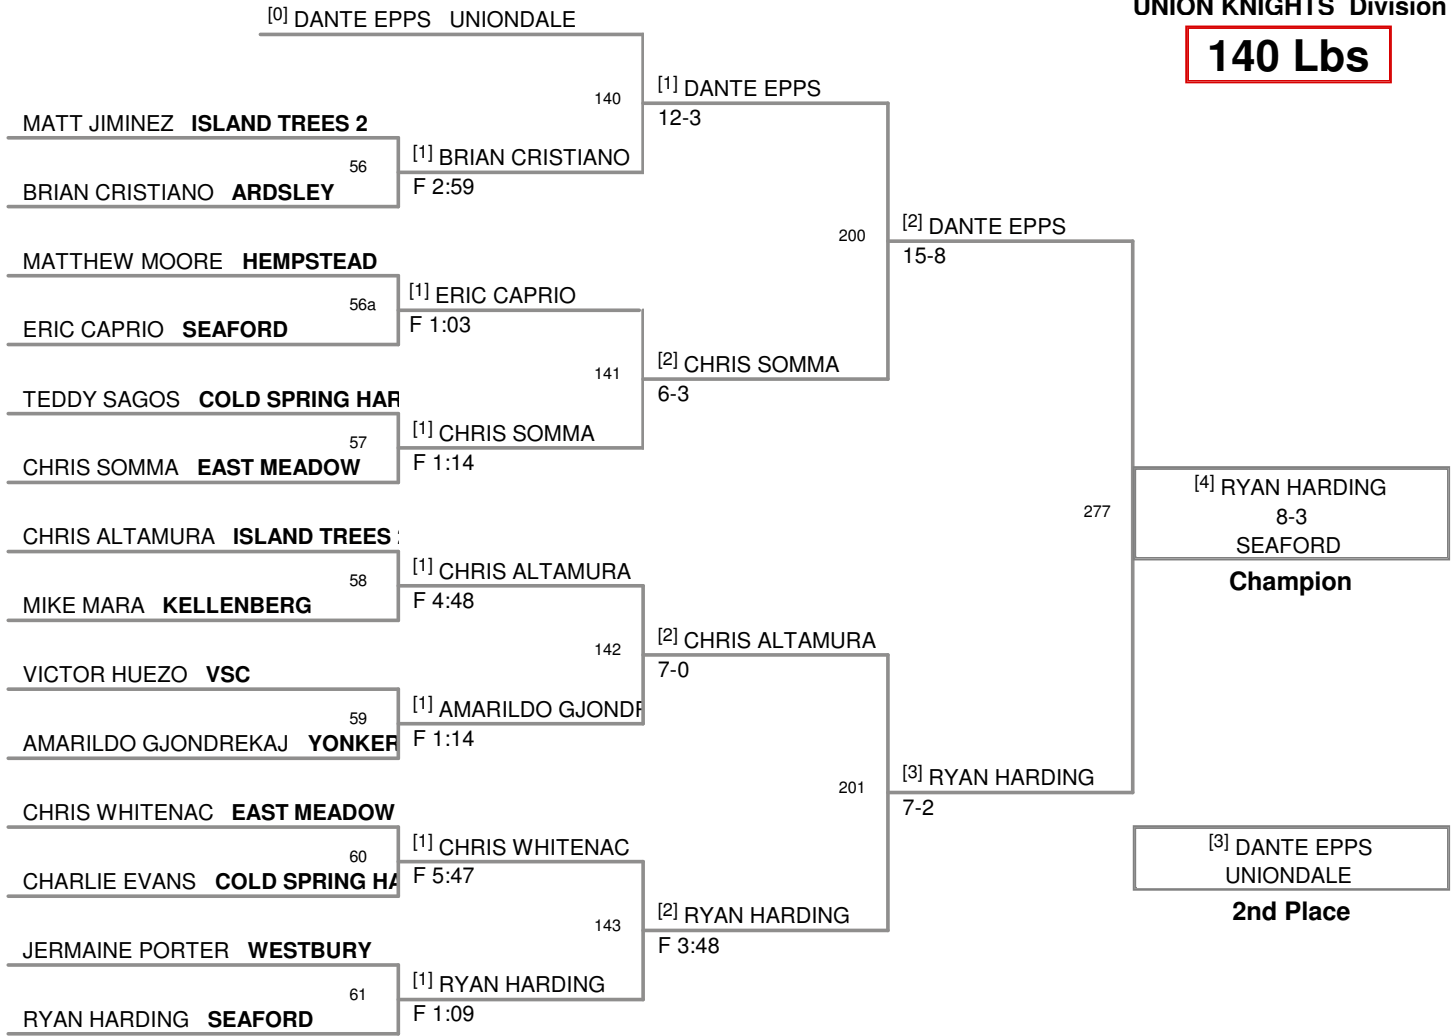 [0] DANTE EPPS UNIONDALE
UNION KNIGHTS Division
140 Lbs
MATT JIMINEZ ISLAND TREES 2
56
BRIAN CRISTIANO ARDSLEY
MATTHEW MOORE HEMPSTEAD
56a
ERIC CAPRIO SEAFORD
TEDDY SAGOS COLD SPRING HAR
57
CHRIS SOMMA EAST MEADOW
CHRIS ALTAMURA ISLAND TREES
58
MIKE MARA KELLENBERG
VICTOR HUEZO VSC
59
AMARILDO GJONDREKAJ YONKER
CHRIS WHITENAC EAST MEADOW
60
CHARLIE EVANS COLD SPRING HA
JERMAINE PORTER WESTBURY
61
RYAN HARDING SEAFORD
140
[1] BRIAN CRISTIANO
F 2:59
[1] ERIC CAPRIO
F 1:03
141
[1] CHRIS SOMMA
F 1:14
[1] CHRIS ALTAMURA
F 4:48
142
[1] AMARILDO GJONDR
F 1:14
[1] CHRIS WHITENAC
F 5:47
143
[1] RYAN HARDING
F 1:09
[1] DANTE EPPS
12-3
200
[2] CHRIS SOMMA
6-3
[2] CHRIS ALTAMURA
7-0
201
[2] RYAN HARDING
F 3:48
[2] DANTE EPPS
15-8
277
[3] RYAN HARDING
7-2
[4] RYAN HARDING
8-3
SEAFORD
Champion
[3] DANTE EPPS
UNIONDALE
2nd Place